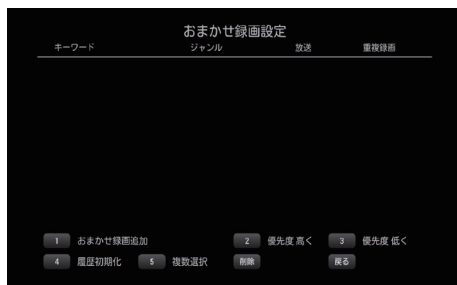 おまかせ録画設定
キーワード ジャンル 放送 重複録画
1 おまかせ録画追加 2 優先度 高く 3 優先度 低く
4 履歴初期化 5 複数選択 削除 戻る